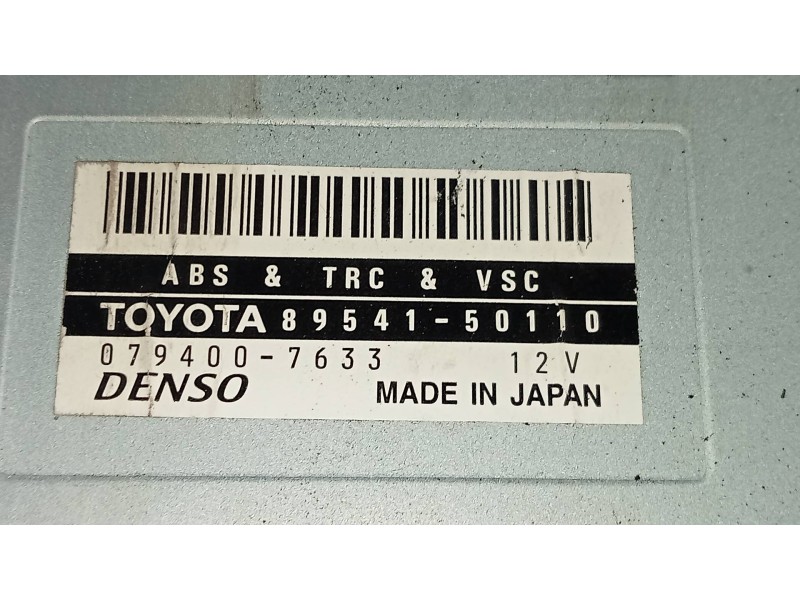 ABS & TRC & VSC
TOYOTA 89541-50110
079400-7633 12V
DENSO MADE IN JAPAN